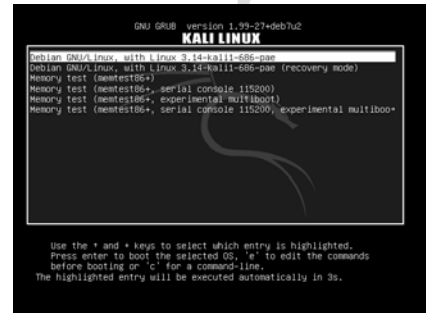 GNU GRUB  version 1.99-27+deb7u2
KALI LINUX
Debian GNU/Linux, with Linux 3.14-kali1-686-pae
Debian GNU/Linux, with Linux 3.14-kali1-686-pae (recovery mode)
Memory test (memtest86+)
Memory test (memtest86+, serial console 115200)
Memory test (memtest86+, experimental multiboot)
Memory test (memtest86+, serial console 115200, experimental multiboo+
Use the ↑ and ↓ keys to select which entry is highlighted.
Press enter to boot the selected OS, 'e' to edit the commands
before booting or 'c' for a command-line.
The highlighted entry will be executed automatically in 3s.